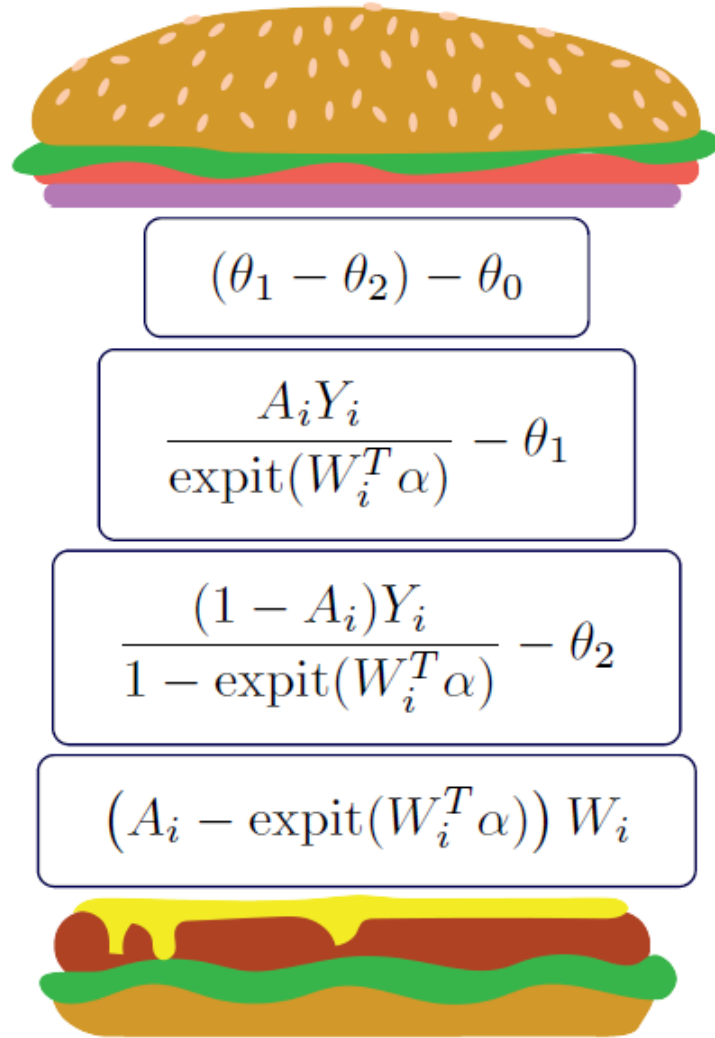 (θ₁ − θ₂) − θ₀
AᵢYᵢ / expit(Wᵢᵀα) − θ₁
(1 − Aᵢ)Yᵢ / 1 − expit(Wᵢᵀα) − θ₂
(Aᵢ − expit(Wᵢᵀα)) Wᵢ